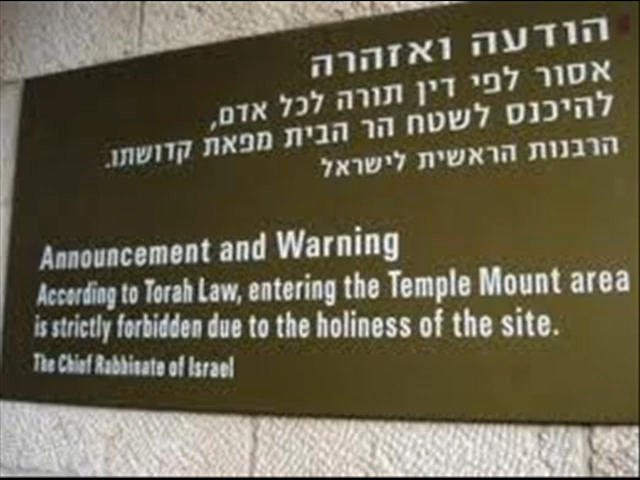 הודעה ואזהרה
אסור לפי דין תורה לכל אדם,
להיכנס לשטח הר הבית מפאת קדושתו.
הרבנות הראשית לישראל
Announcement and Warning
According to Torah Law, entering the Temple Mount area
is strictly forbidden due to the holiness of the site.
The Chief Rabbinate of Israel